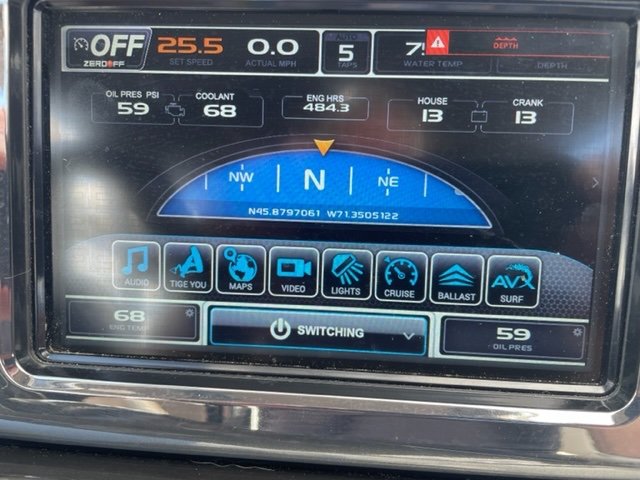 OFF 25.5 0.0 AUTO 5 DEPTH
ZEROOFF SET SPEED ACTUAL MPH TAPS WATER TEMP DEPTH
OIL PRES PSI COOLANT ENG HRS HOUSE CRANK
59 68 484.3 13 13
NW N NE
N45.8797061 W71.3505122
AUDIO TIGE YOU MAPS VIDEO LIGHTS CRUISE BALLAST AVX SURF
68 SWITCHING 59
ENG TEMP OIL PRES